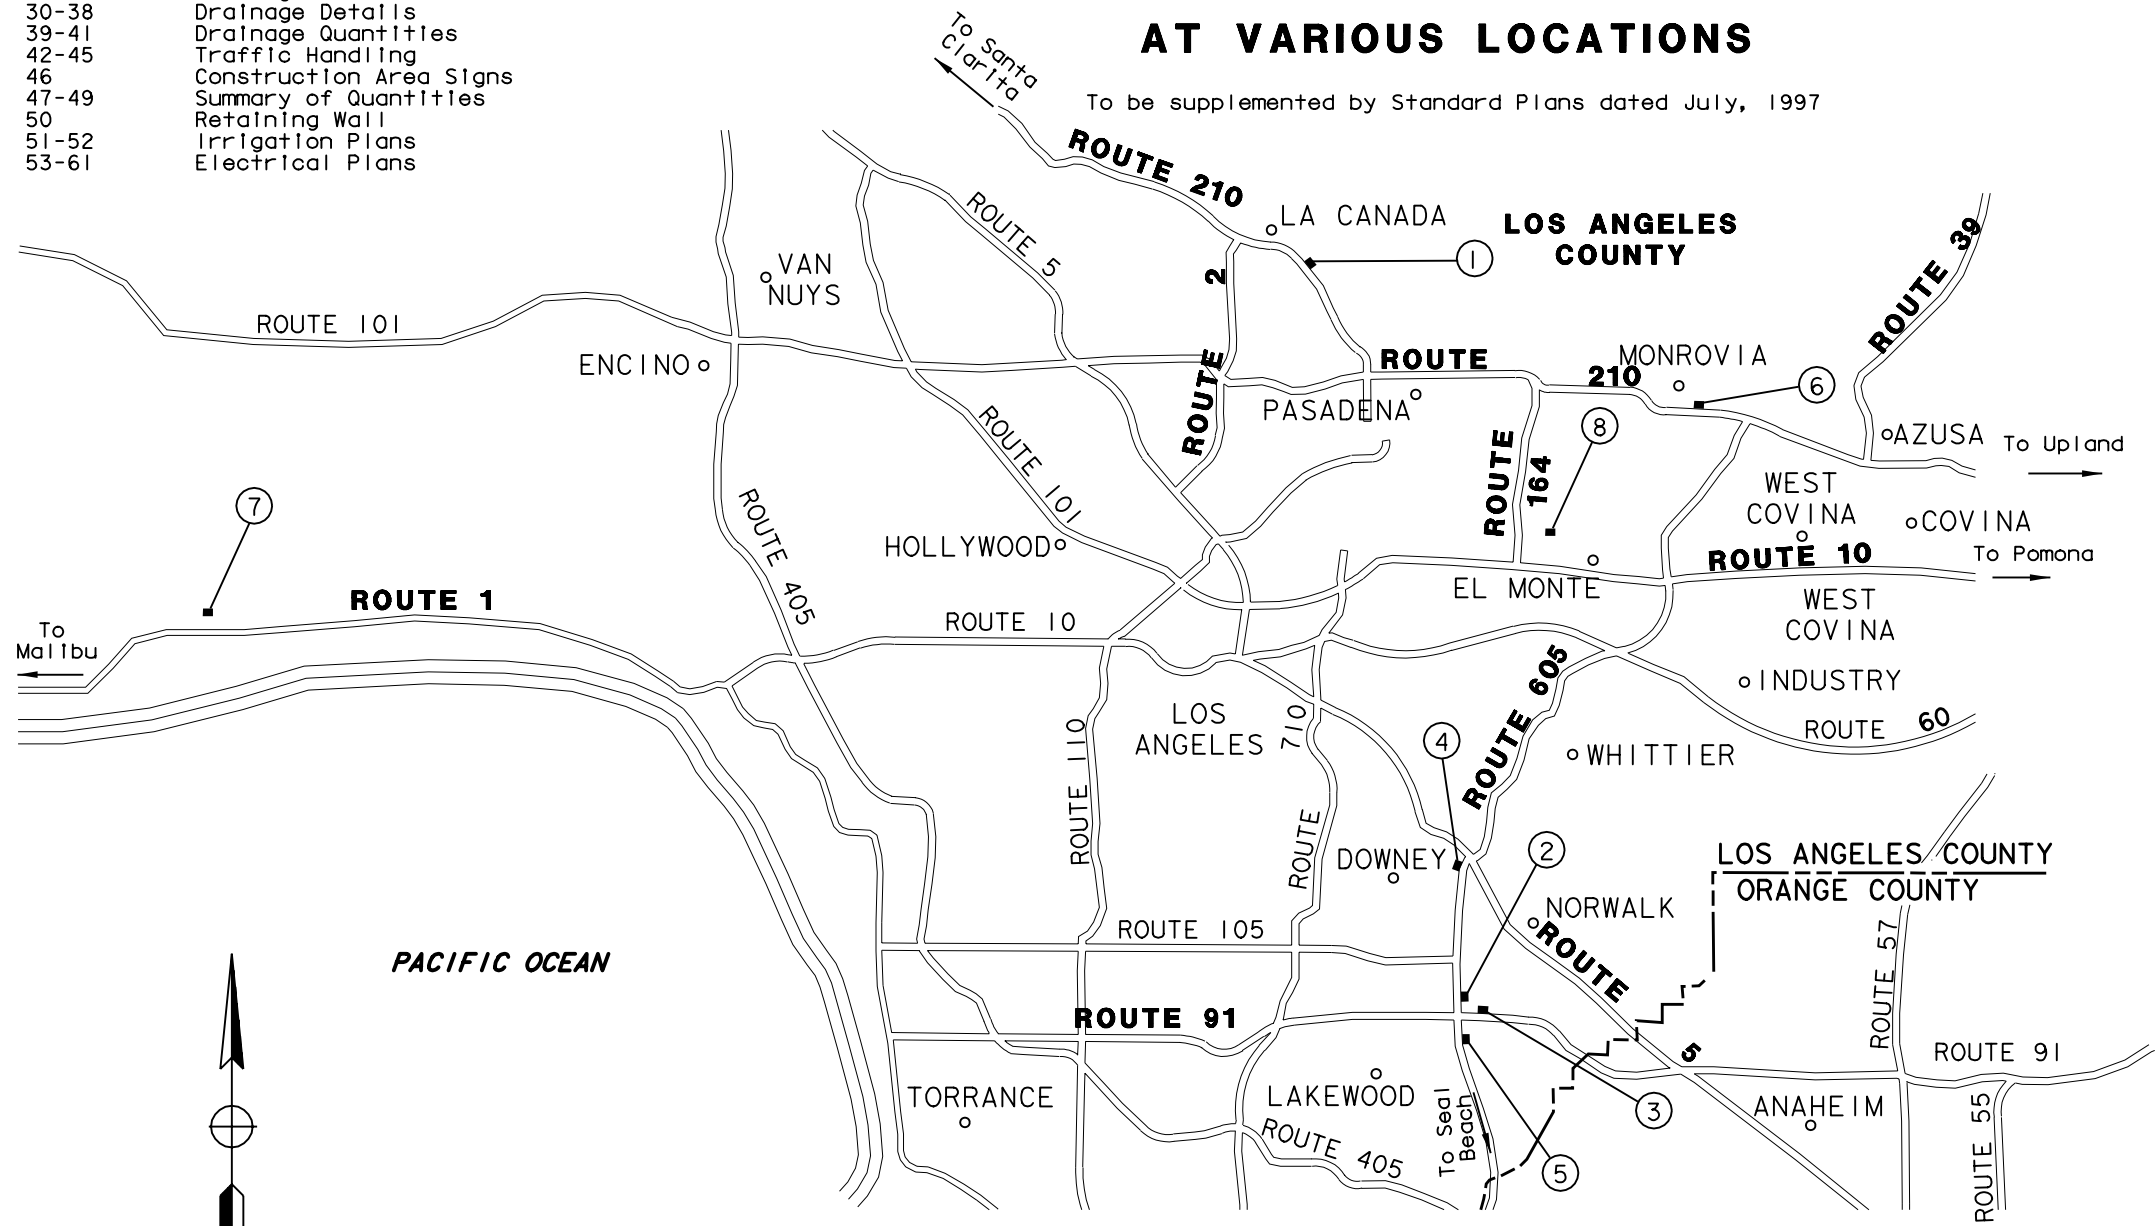 30-38 Drainage Details
39-41 Drainage Quantities
42-45 Traffic Handling
46 Construction Area Signs
47-49 Summary of Quantities
50 Retaining Wall
51-52 Irrigation Plans
53-61 Electrical Plans
AT VARIOUS LOCATIONS
To be supplemented by Standard Plans dated July, 1997
To Santa
Clarita
ROUTE 210
LA CANADA
LOS ANGELES
COUNTY
1
ROUTE 39
ROUTE 5
2
ROUTE
VAN
NUYS
ROUTE 101
ENCINO
ROUTE
210
MONROVIA
6
PASADENA
8
AZUSA
To Upland
ROUTE 101
ROUTE
164
WEST
COVINA
COVINA
7
ROUTE 405
HOLLYWOOD
ROUTE 10
To Pomona
EL MONTE
ROUTE 1
To
Malibu
ROUTE 10
WEST
COVINA
ROUTE 605
INDUSTRY
LOS
ANGELES
ROUTE 110
710
ROUTE
4
ROUTE 60
WHITTIER
DOWNEY
2
LOS ANGELES COUNTY
ORANGE COUNTY
NORWALK
ROUTE
5
ROUTE 105
ROUTE 57
PACIFIC OCEAN
ROUTE 91
ROUTE 91
TORRANCE
LAKEWOOD
To Seal
Beach
3
ANAHEIM
ROUTE 55
ROUTE 405
5